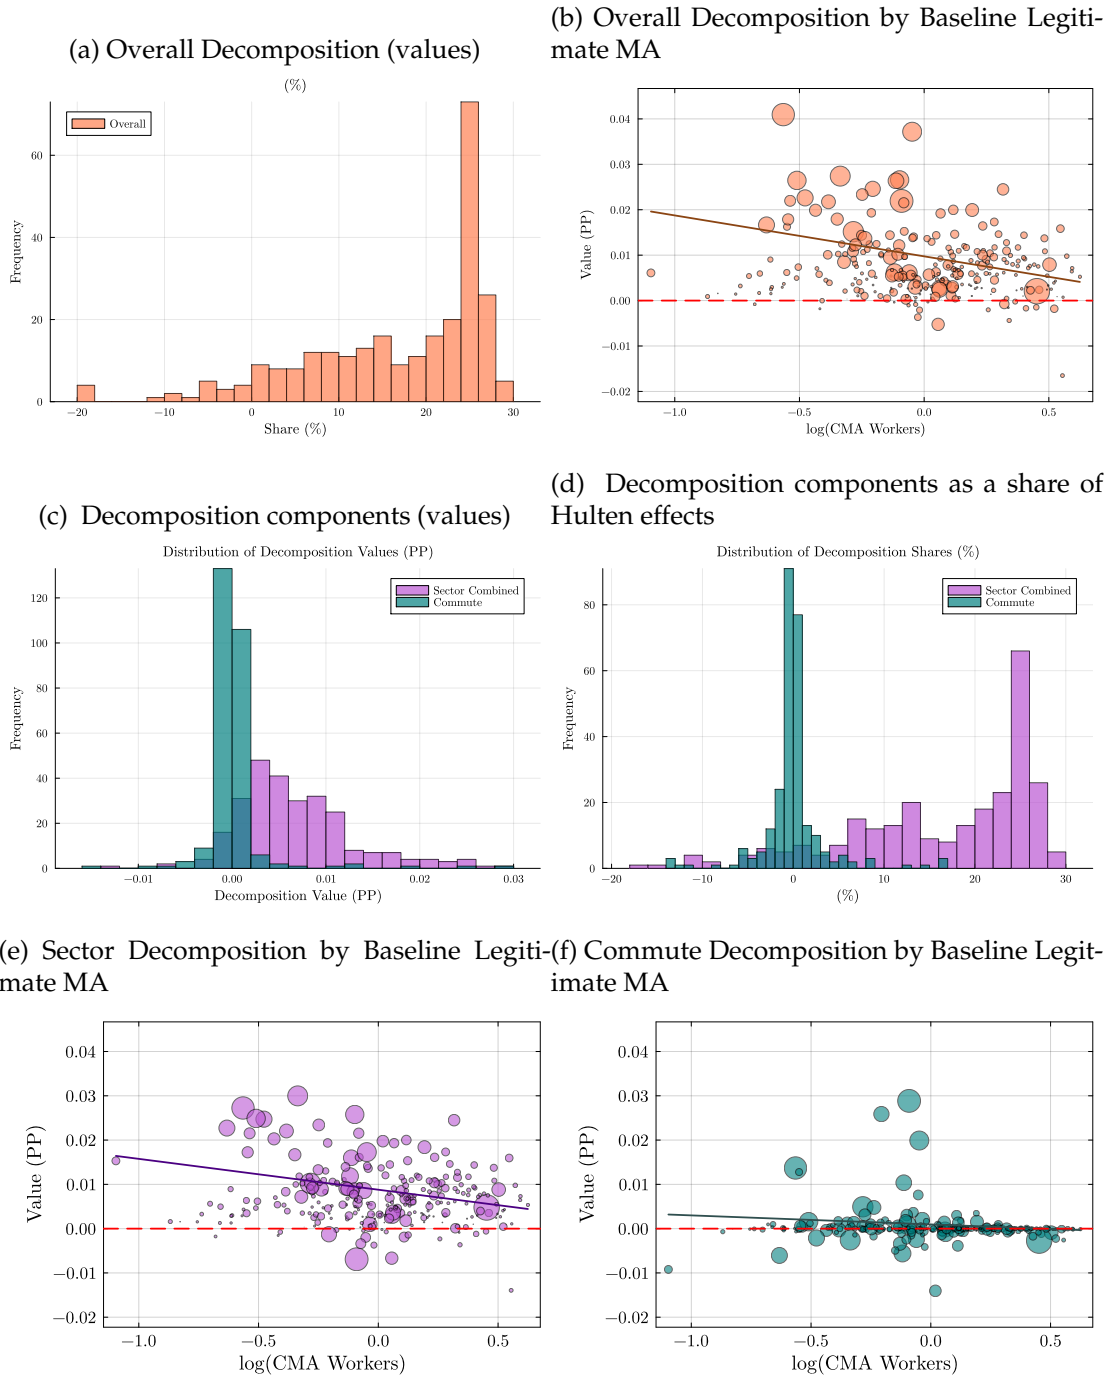 (a) Overall Decomposition (values)
(%)
Overall
60
40
20
0
Frequency
−20
−10
0
10
20
30
Share (%)
(b) Overall Decomposition by Baseline Legiti-
mate MA
0.04
0.03
0.02
0.01
0.00
−0.01
−0.02
Value (PP)
−1.0
−0.5
0.0
0.5
log(CMA Workers)
(c) Decomposition components (values)
Distribution of Decomposition Values (PP)
Sector Combined
Commute
120
100
80
60
40
20
0
Frequency
−0.01
0.00
0.01
0.02
0.03
Decomposition Value (PP)
(d) Decomposition components as a share of
Hulten effects
Distribution of Decomposition Shares (%)
Sector Combined
Commute
80
60
40
20
0
Frequency
−20
−10
0
10
20
30
(%)
(e) Sector Decomposition by Baseline Legiti-
mate MA
0.04
0.03
0.02
0.01
0.00
−0.01
−0.02
Value (PP)
−1.0
−0.5
0.0
0.5
log(CMA Workers)
(f) Commute Decomposition by Baseline Legit-
imate MA
0.04
0.03
0.02
0.01
0.00
−0.01
−0.02
Value (PP)
−1.0
−0.5
0.0
0.5
log(CMA Workers)